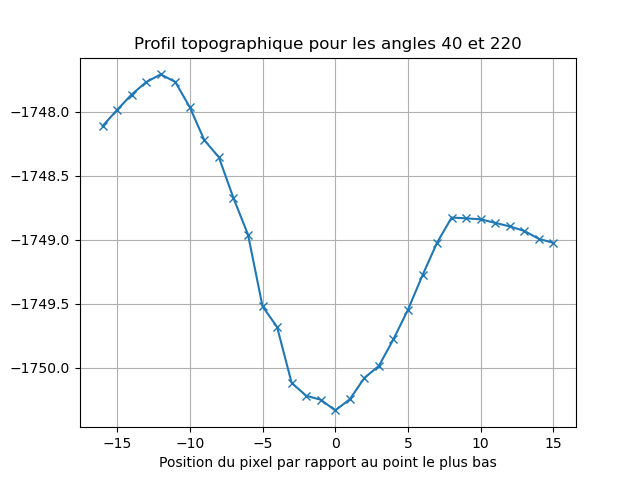 Profil topographique pour les angles 40 et 220
−1748.0
−1748.5
−1749.0
−1749.5
−1750.0
−15 −10 −5 0 5 10 15
Position du pixel par rapport au point le plus bas